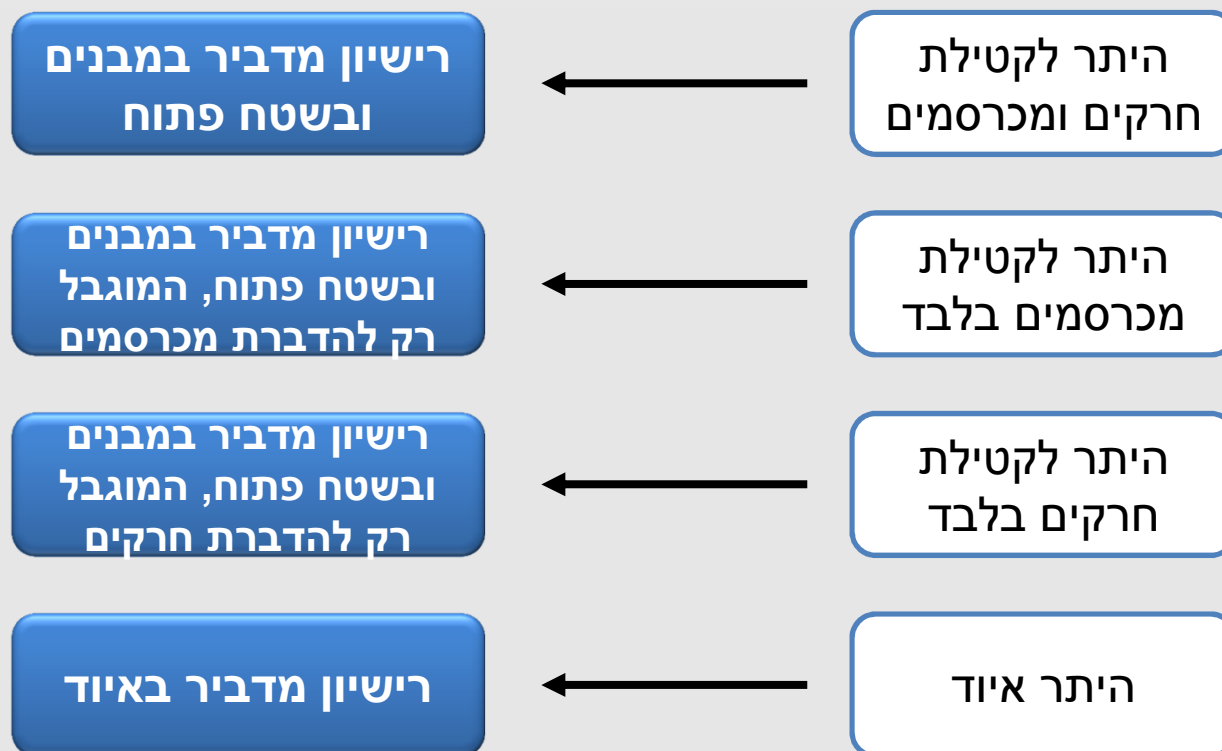 היתר לקטילת
חרקים ומכרסמים
רישיון מדביר במבנים
ובשטח פתוח
היתר לקטילת
מכרסמים בלבד
רישיון מדביר במבנים
ובשטח פתוח, המוגבל
רק להדברת מכרסמים
היתר לקטילת
חרקים בלבד
רישיון מדביר במבנים
ובשטח פתוח, המוגבל
רק להדברת חרקים
היתר איוד
רישיון מדביר באיוד